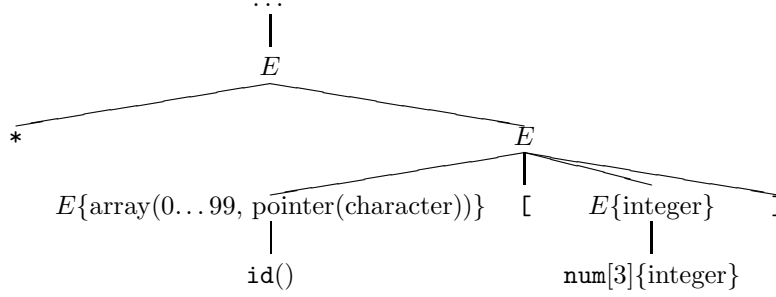 ...
E
* E
E{array(0...99, pointer(character))} [ E{integer} ]
id() num[3]{integer}